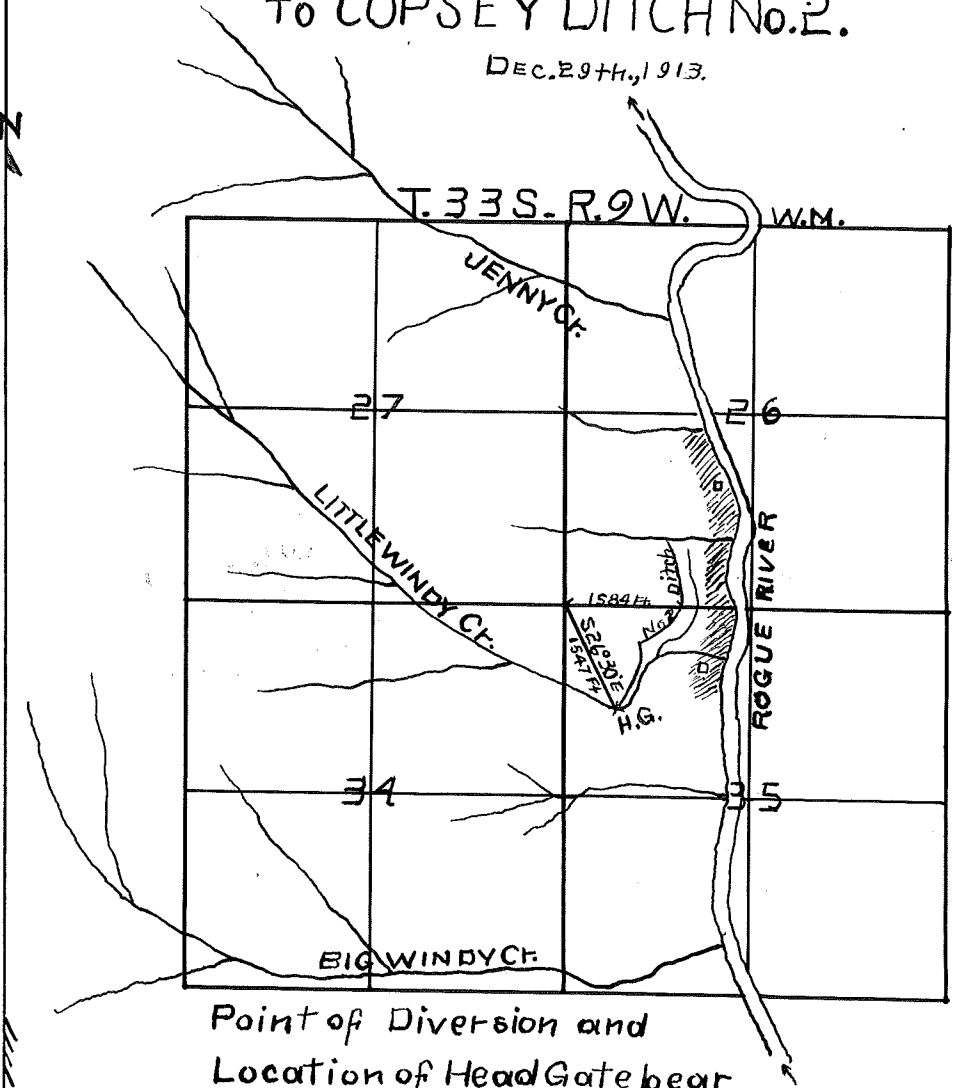 to COPSEY DITCH No.2.
DEC.29th.,1913.
N
T.33S-R.9W. W.M.
JENNY Cr.
27
26
LITTLE WINDY Cr.
No.2 Ditch
1584 Ft.
S26°30'E
1547 Ft
H.G.
ROGUE RIVER
34
35
BIG WINDY Cr.
Point of Diversion and
Location of Head Gate bear